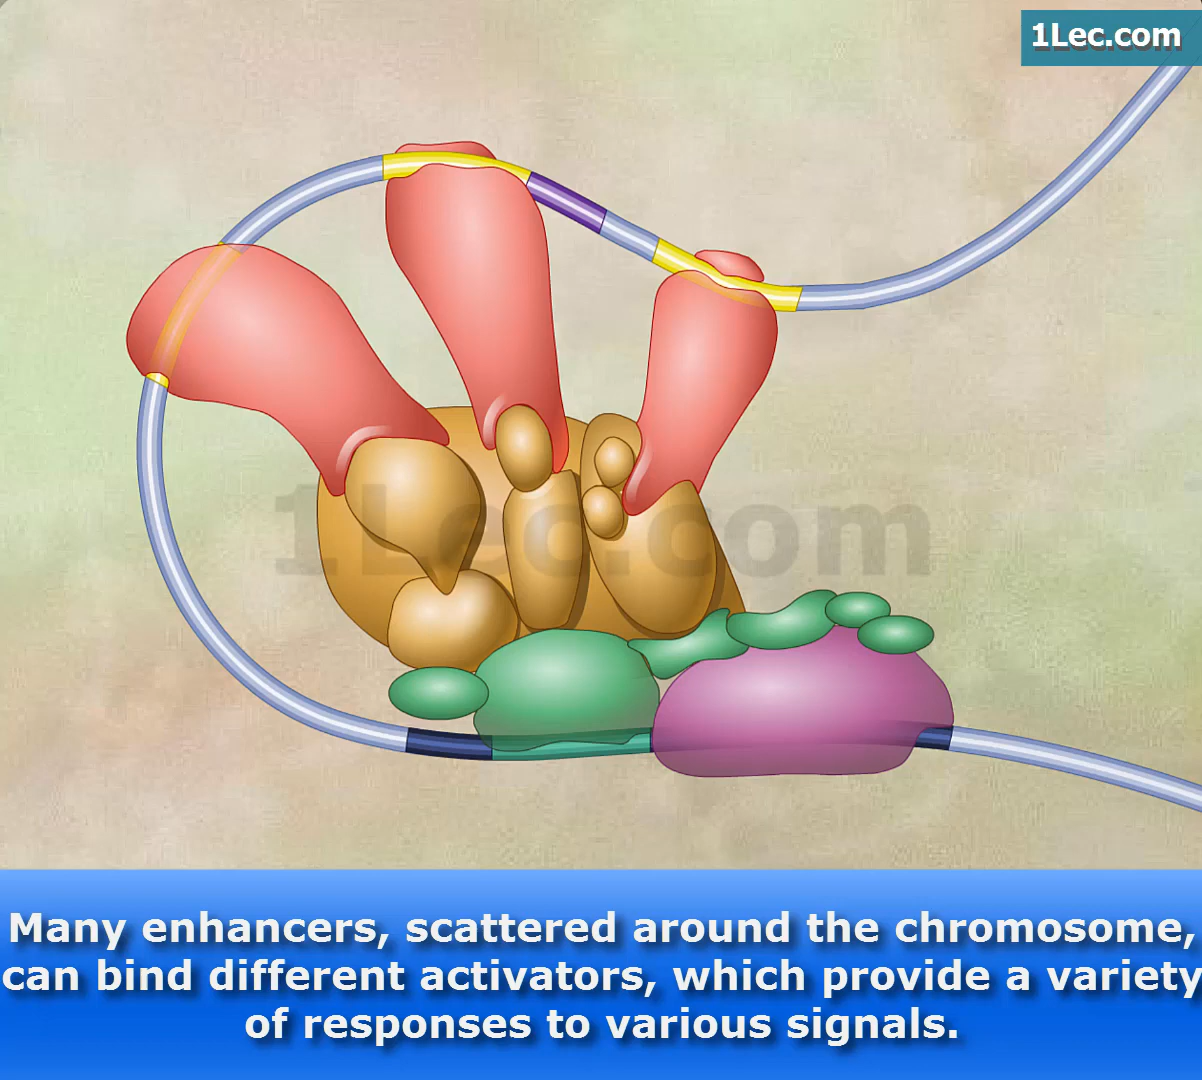 1Lec.com
1Lec.com
Many enhancers, scattered around the chromosome,
can bind different activators, which provide a variety
of responses to various signals.